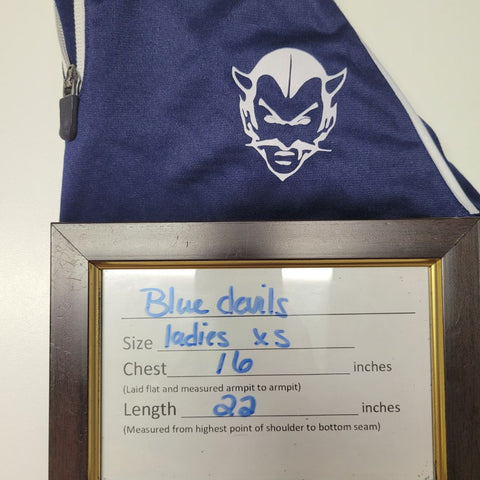 Blue devils
Size ladies xs
Chest 16 inches
(Laid flat and measured armpit to armpit)
Length 22 inches
(Measured from highest point of shoulder to bottom seam)